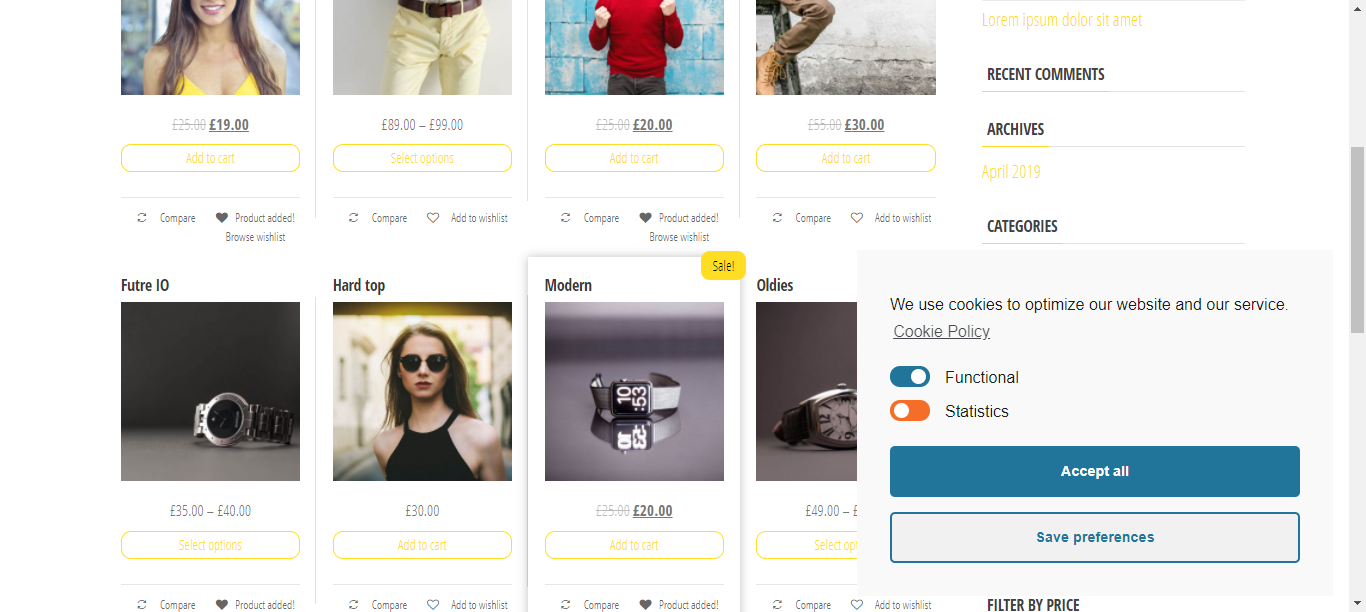 Lorem ipsum dolor sit amet
RECENT COMMENTS
ARCHIVES
April 2019
CATEGORIES
£25.00 £19.00
£89.00 – £99.00
£25.00 £20.00
£55.00 £30.00
Add to cart
Select options
Add to cart
Add to cart
Compare
Product added!
Browse wishlist
Compare
Add to wishlist
Compare
Product added!
Browse wishlist
Compare
Add to wishlist
Sale!
Futre IO
Hard top
Modern
Oldies
10
:53
£35.00 – £40.00
£30.00
£25.00 £20.00
£49.00 – £
Select options
Add to cart
Add to cart
Select opt
Compare
Product added!
Compare
Add to wishlist
Compare
Product added!
Compare
Add to wishlist
We use cookies to optimize our website and our service.
Cookie Policy
Functional
Statistics
Accept all
Save preferences
FILTER BY PRICE